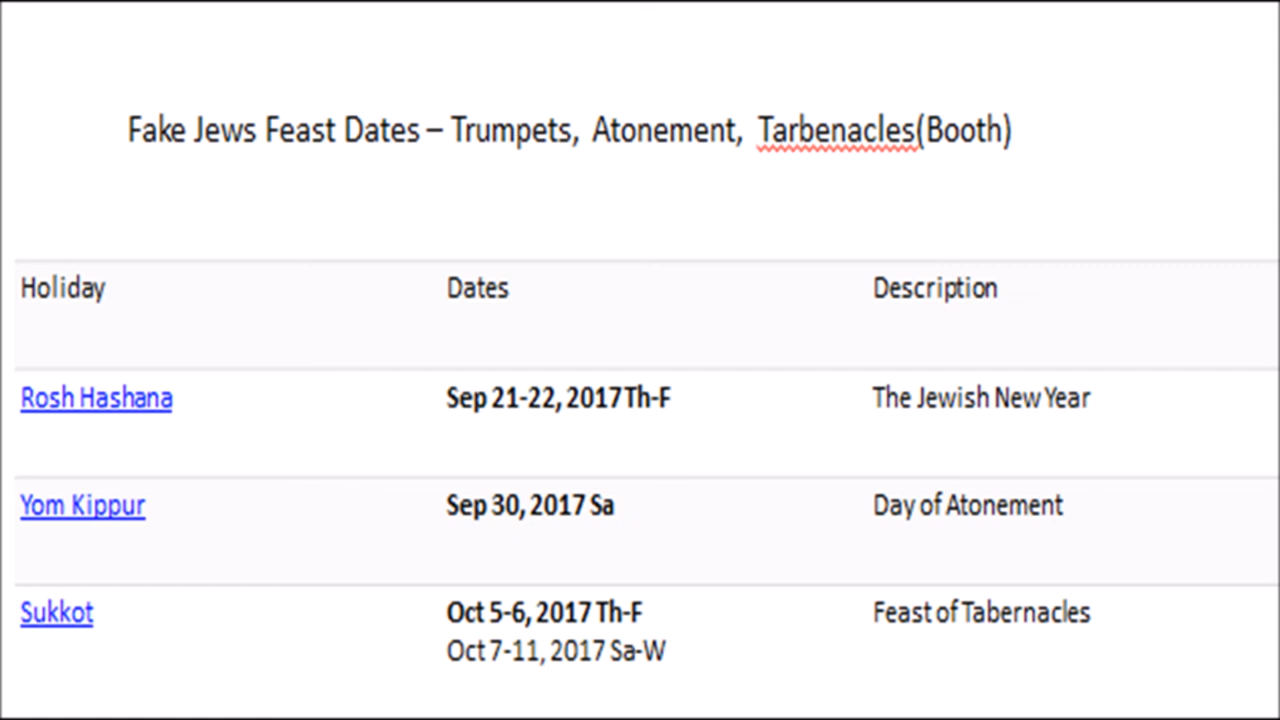 Fake Jews Feast Dates – Trumpets, Atonement, Tarbenacles(Booth)
Holiday Dates Description
Rosh Hashana Sep 21-22, 2017 Th-F The Jewish New Year
Yom Kippur Sep 30, 2017 Sa Day of Atonement
Sukkot Oct 5-6, 2017 Th-F Feast of Tabernacles
Oct 7-11, 2017 Sa-W